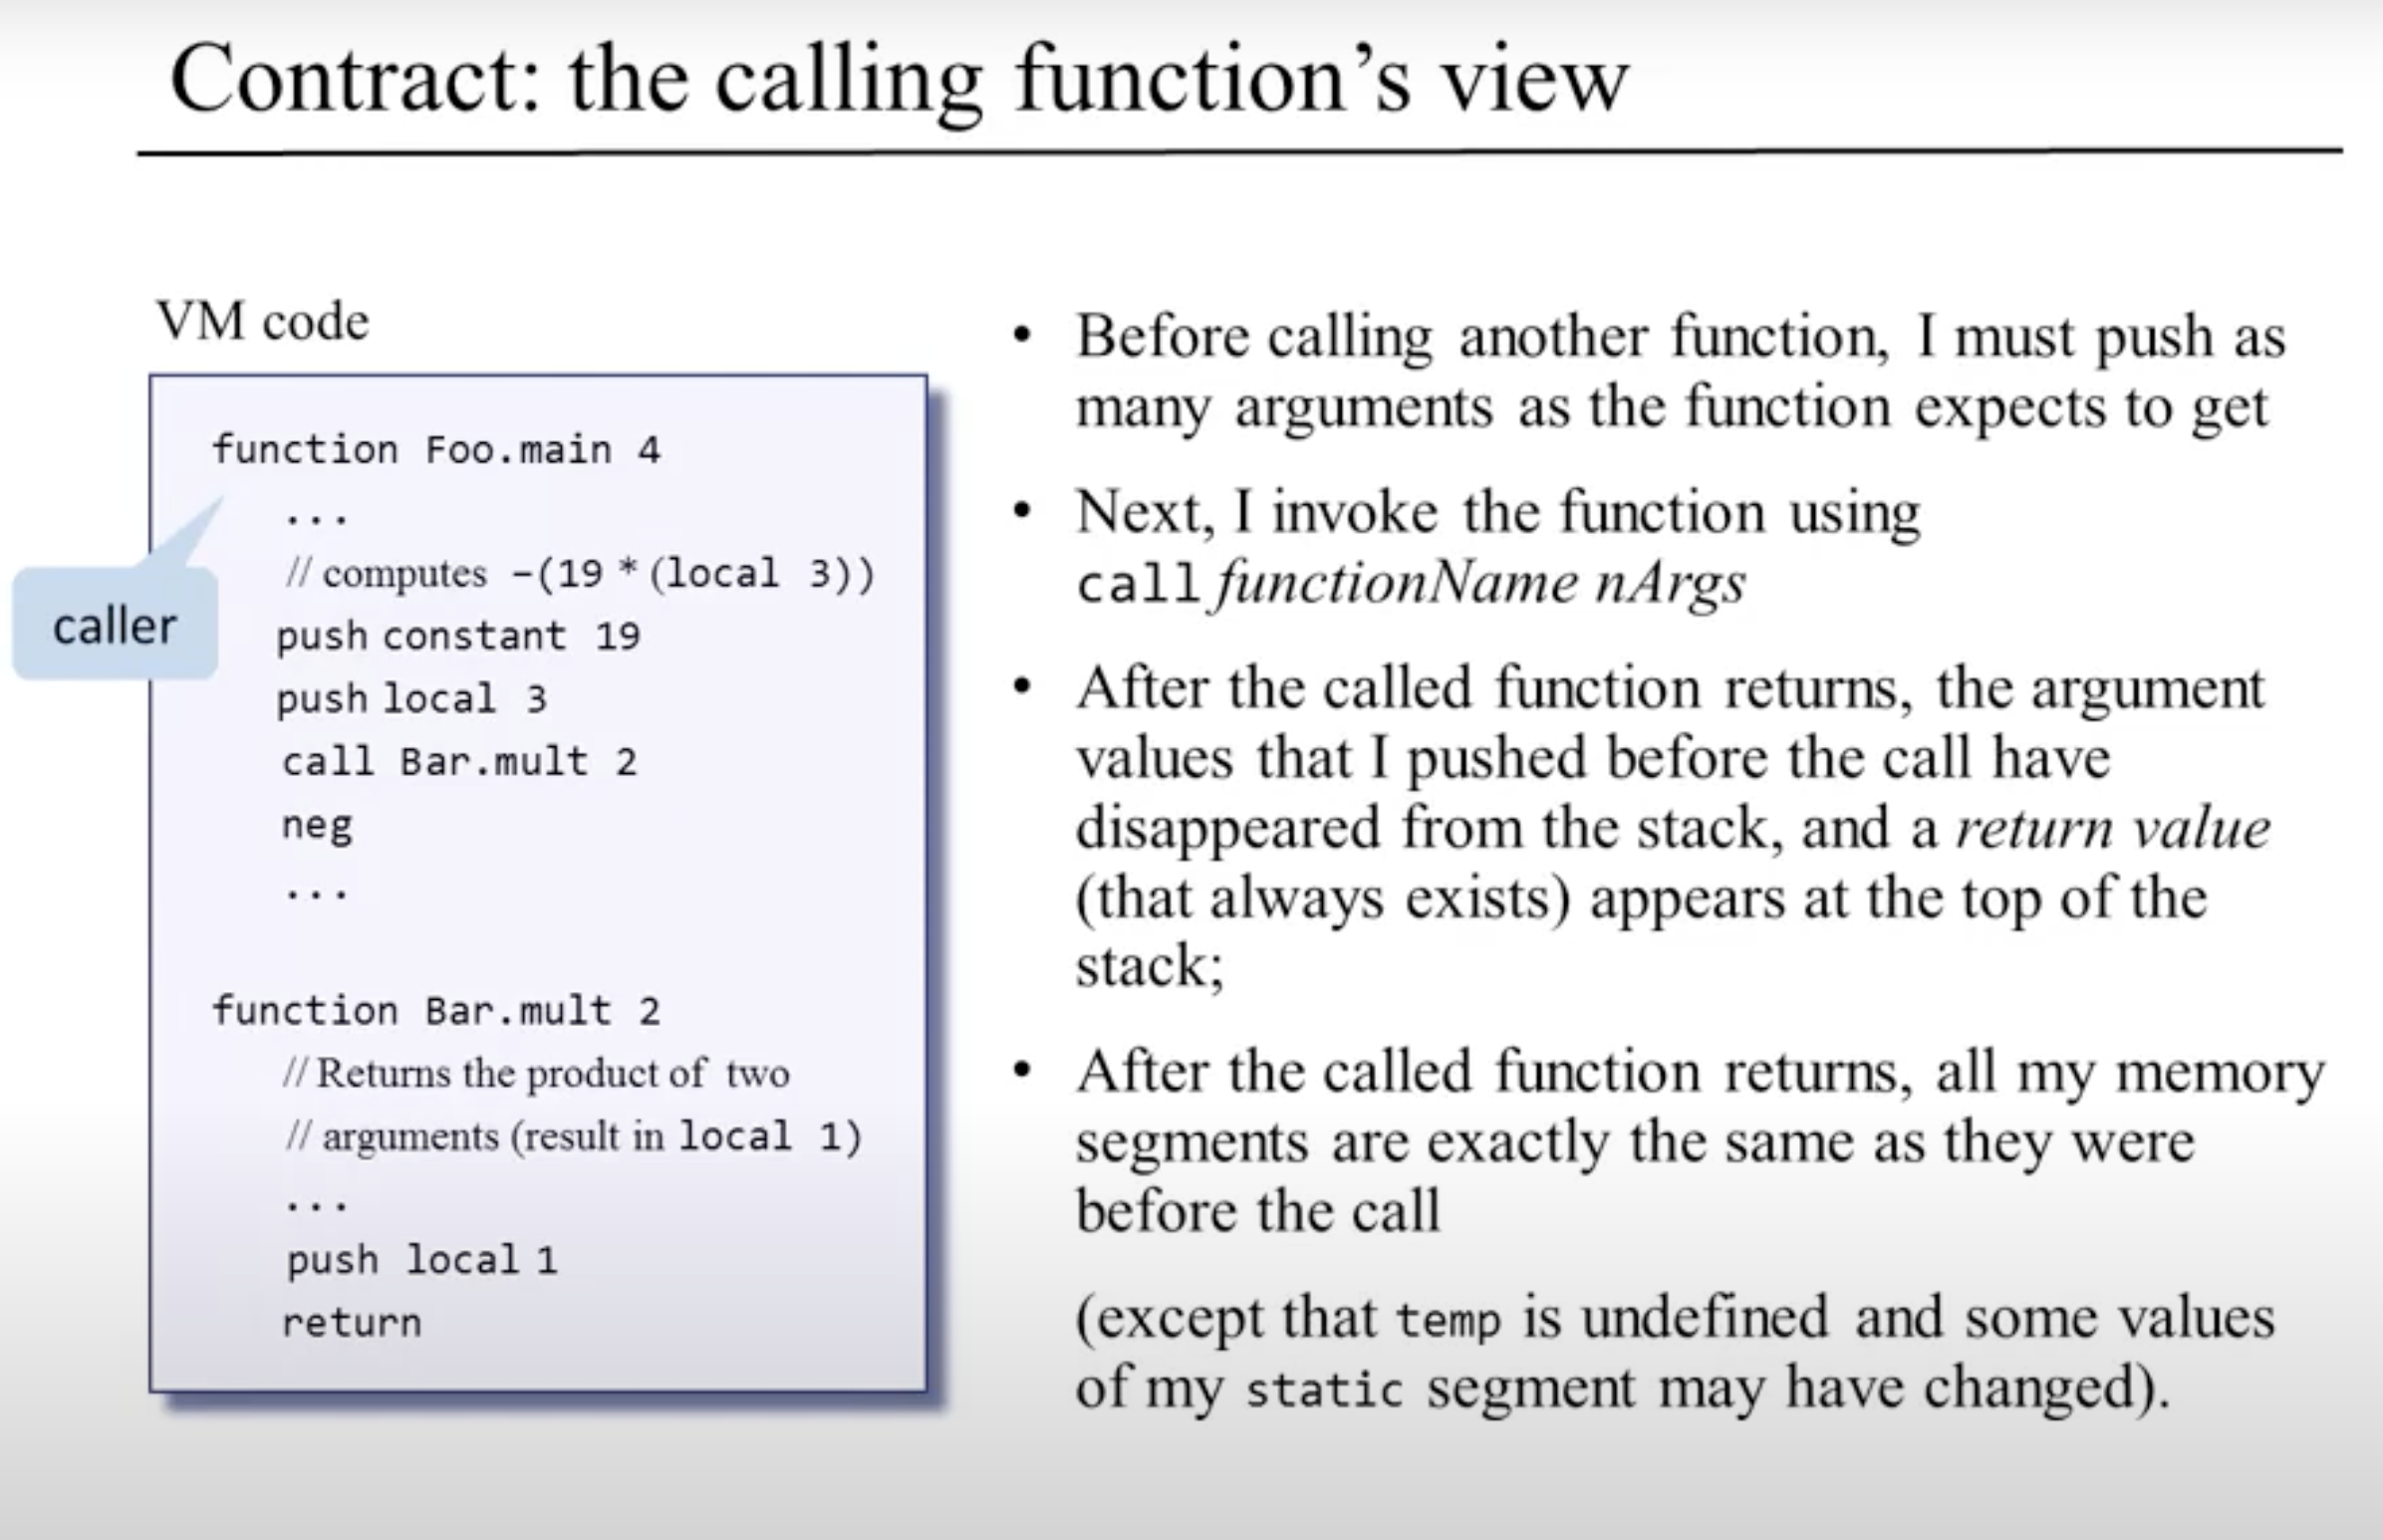 Contract: the calling function’s view
VM code
function Foo.main 4
...
// computes -(19 * (local 3))
push constant 19
push local 3
call Bar.mult 2
neg
...
function Bar.mult 2
// Returns the product of two
// arguments (result in local 1)
...
push local 1
return
caller
• Before calling another function, I must push as
many arguments as the function expects to get
• Next, I invoke the function using
call functionName nArgs
• After the called function returns, the argument
values that I pushed before the call have
disappeared from the stack, and a return value
(that always exists) appears at the top of the
stack;
• After the called function returns, all my memory
segments are exactly the same as they were
before the call
(except that temp is undefined and some values
of my static segment may have changed).